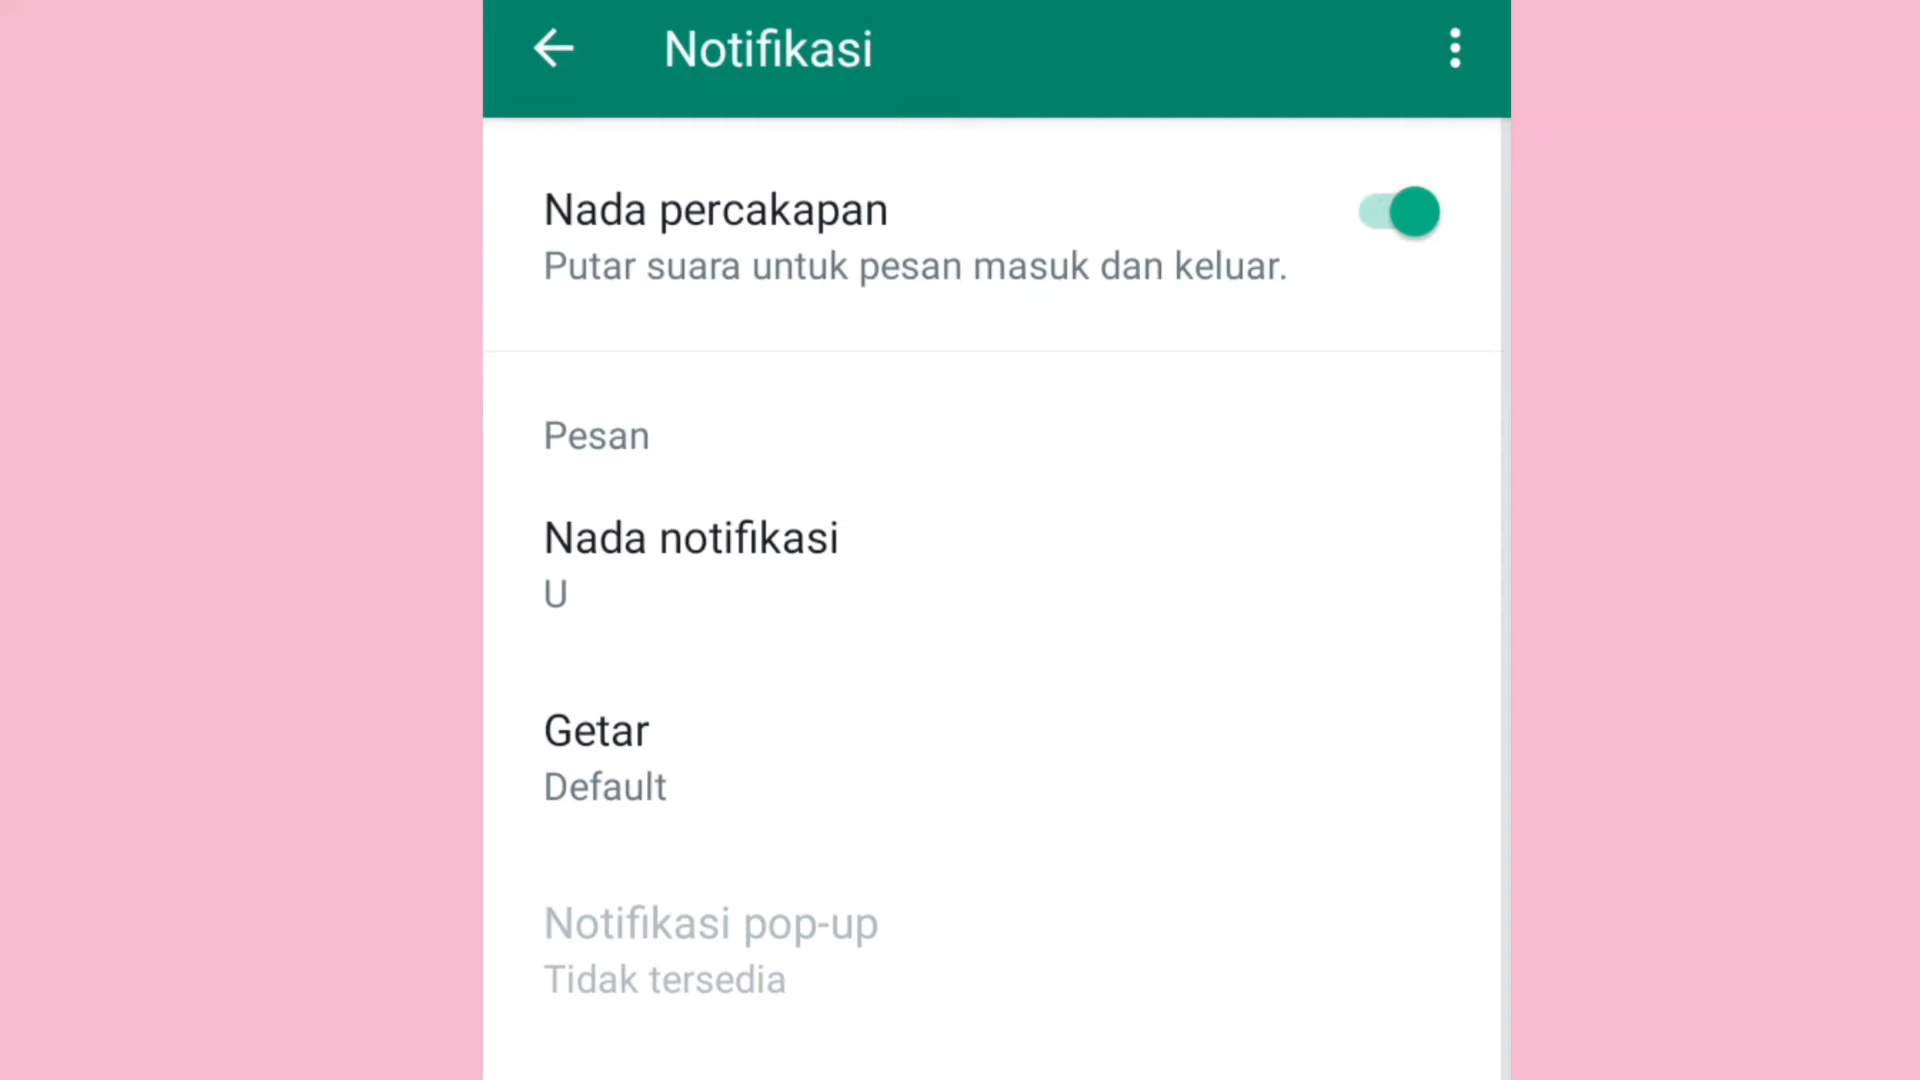 Notifikasi
Nada percakapan
Putar suara untuk pesan masuk dan keluar.
Pesan
Nada notifikasi
U
Getar
Default
Notifikasi pop-up
Tidak tersedia